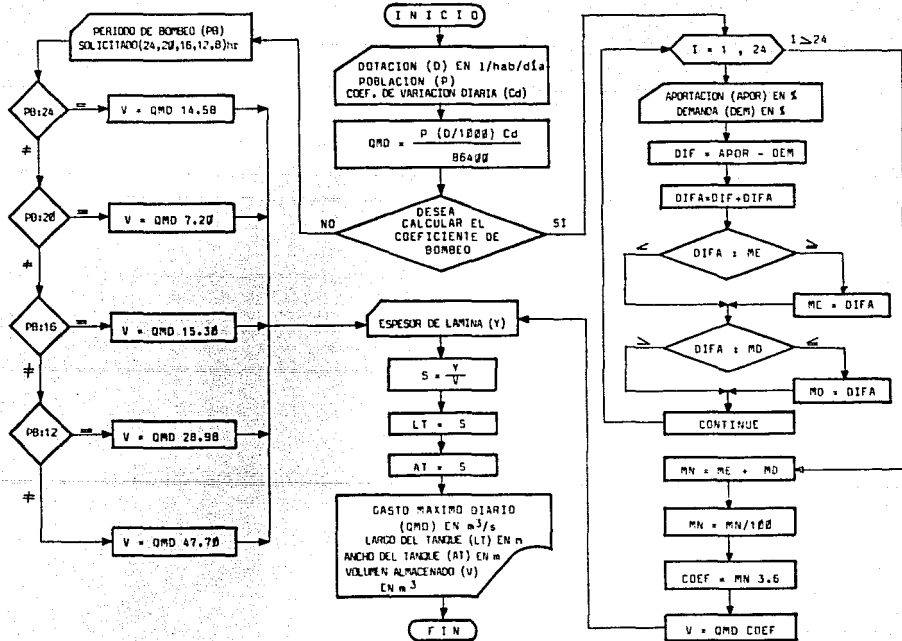 INICIO
DOTACION (D) EN l/hab/día
POBLACION (P)
COEF. DE VARIACION DIARIA (Cd)
QMD = P (D/1000) Cd
86400
DESEA
CALCULAR EL
COEFICIENTE DE
BOMBEO
NO
SI
PERIODO DE BOMBEO (PB)
SOLICITADO(24,20,16,12,8)hr
PB:24
=
V = QMD 14.58
≠
PB:20
=
V = QMD 7.20
≠
PB:16
=
V = QMD 15.30
≠
PB:12
=
V = QMD 28.98
≠
V = QMD 47.70
ESPESOR DE LAMINA (Y)
S = Y
V
LT = S
AT = S
GASTO MAXIMO DIARIO
(QMD) EN m³/s
LARGO DEL TANQUE (LT) EN m
ANCHO DEL TANQUE (AT) EN m
VOLUMEN ALMACENADO (V)
EN m³
FIN
I = 1 , 24
I ≥24
APORTACION (APOR) EN %
DEMANDA (DEM) EN %
DIF = APOR - DEM
DIFA=DIF+DIFA
≤
DIFA : ME
≥
ME = DIFA
≥
DIFA : MD
≤
MD = DIFA
CONTINUE
MN = ME + MD
MN = MN/100
COEF = MN 3.6
V = QMD COEF